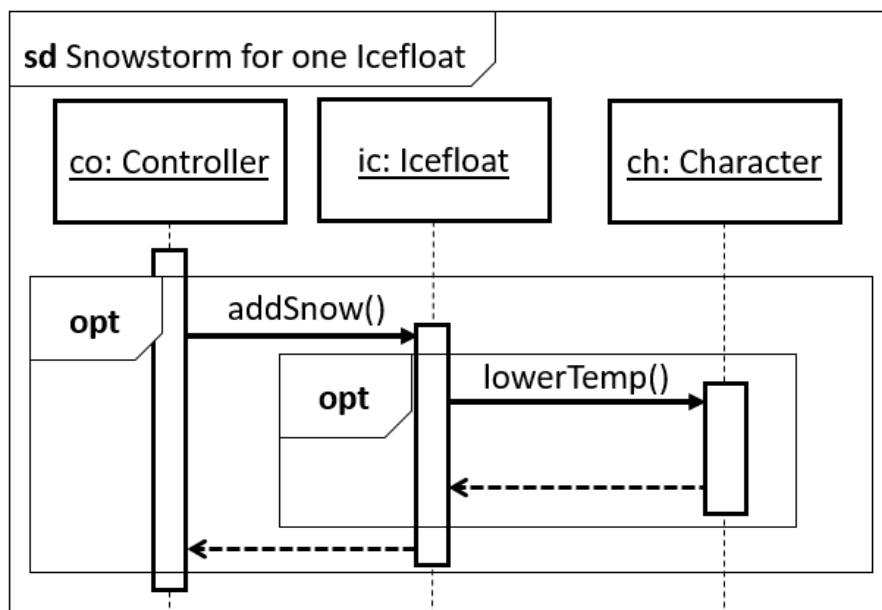 sd Snowstorm for one Icefloat
co: Controller
ic: Icefloat
ch: Character
opt
addSnow()
opt
lowerTemp()